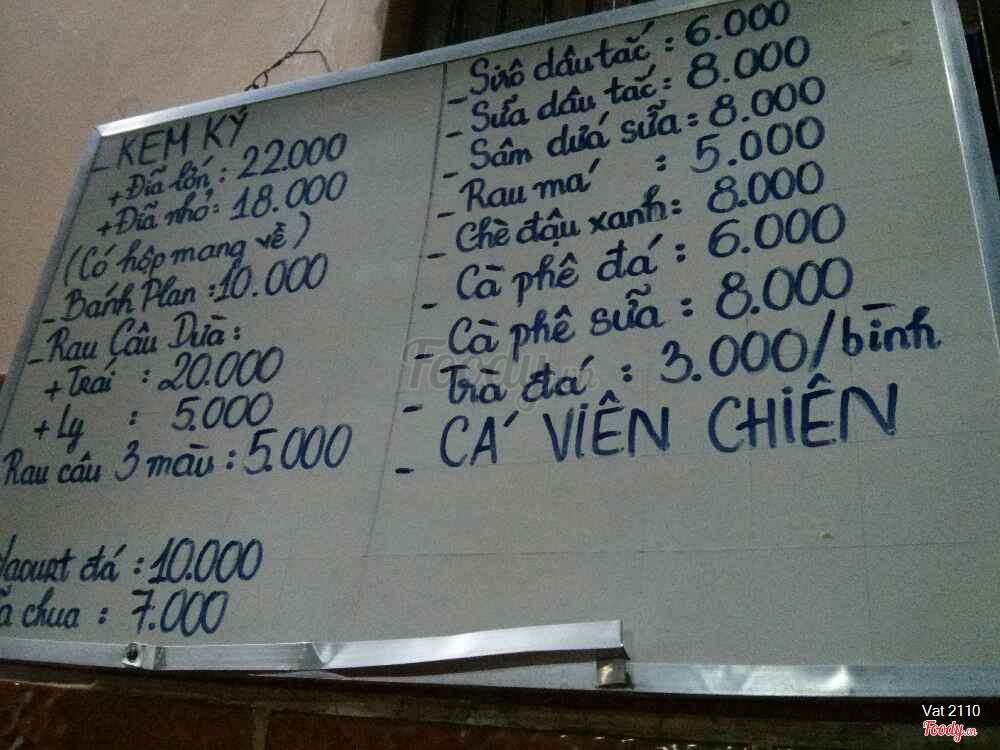 - KEM KÝ
+ Đĩa lớn : 22.000
+ Đĩa nhỏ : 18.000
(Có hộp mang về)
- Bánh Plan : 10.000
- Rau Câu Dừa :
+ Trái : 20.000
+ Ly : 5.000
Rau câu 3 màu : 5.000
Yaourt đá : 10.000
chua : 7.000
- Sirô dâu tắc : 6.000
- Sữa dâu tắc : 8.000
- Sâm dứa sữa : 8.000
- Rau má : 5.000
- Chè đậu xanh : 8.000
- Cà phê đá : 6.000
- Cà phê sữa : 8.000
- Trà đá : 3.000/bình
- CÁ VIÊN CHIÊN
Foody.vn
Vat 2110
Foody.vn